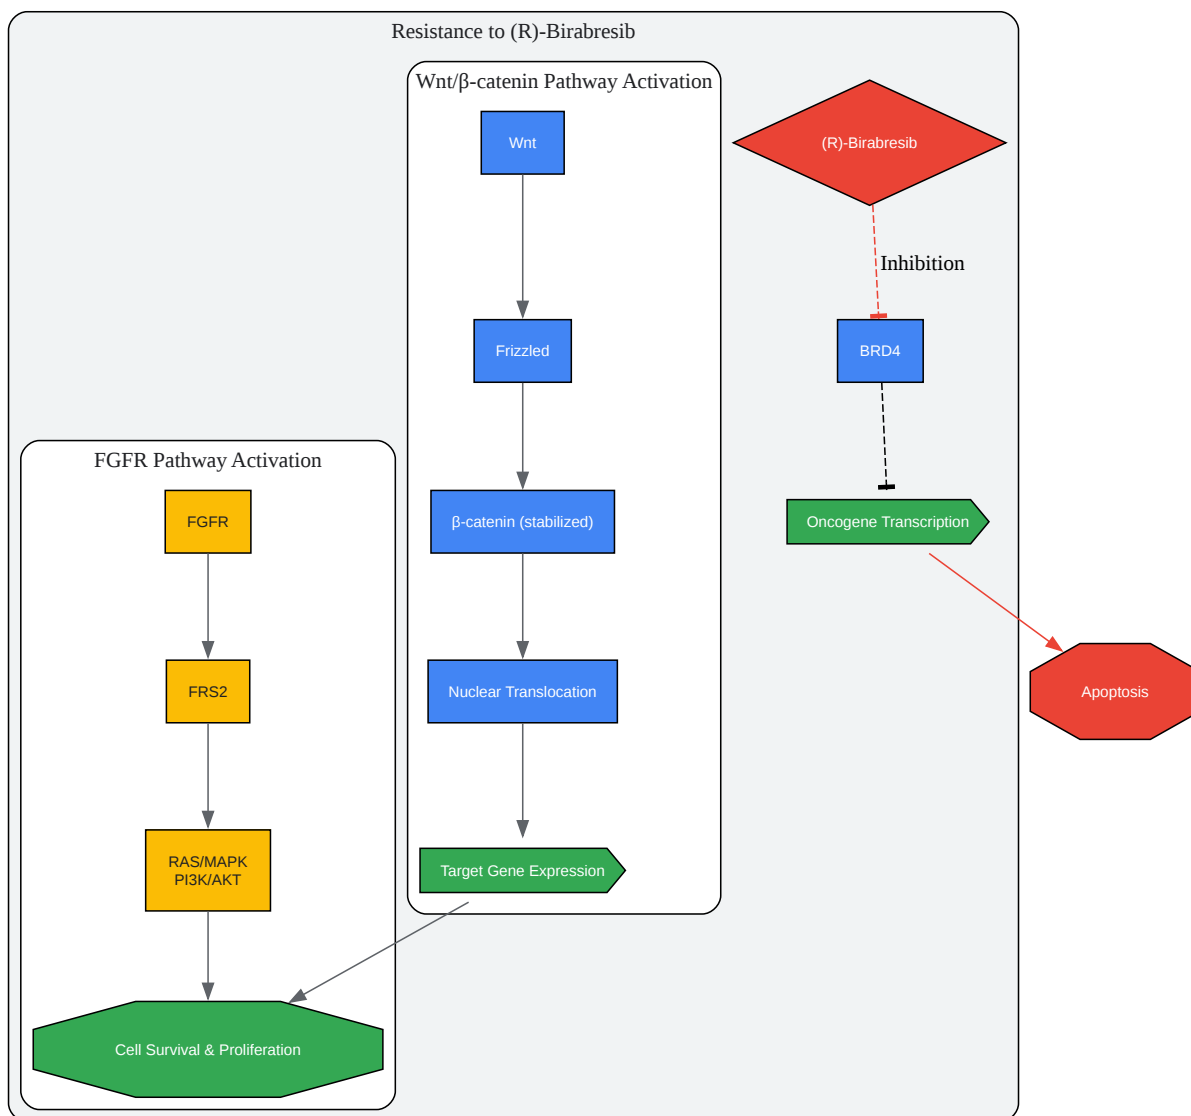 Resistance to (R)-Birabresib
Wnt/β-catenin Pathway Activation
Wnt
(R)-Birabresib
Inhibition
Frizzled
BRD4
FGFR Pathway Activation
FGFR
β-catenin (stabilized)
Oncogene Transcription
FRS2
Nuclear Translocation
Apoptosis
RAS/MAPK
PI3K/AKT
Target Gene Expression
Cell Survival & Proliferation